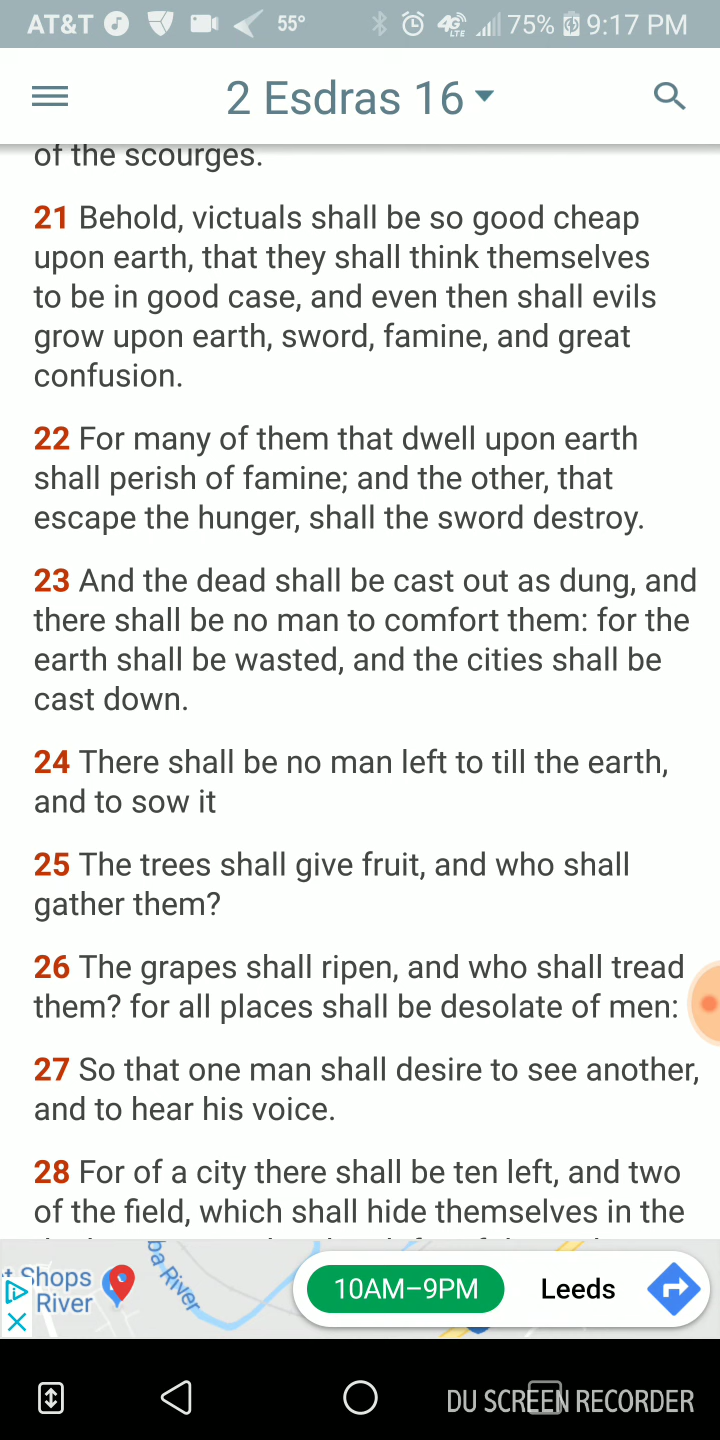 AT&T 55° 4G LTE 75% 9:17 PM
2 Esdras 16
of the scourges.
21 Behold, victuals shall be so good cheap
upon earth, that they shall think themselves
to be in good case, and even then shall evils
grow upon earth, sword, famine, and great
confusion.
22 For many of them that dwell upon earth
shall perish of famine; and the other, that
escape the hunger, shall the sword destroy.
23 And the dead shall be cast out as dung, and
there shall be no man to comfort them: for the
earth shall be wasted, and the cities shall be
cast down.
24 There shall be no man left to till the earth,
and to sow it
25 The trees shall give fruit, and who shall
gather them?
26 The grapes shall ripen, and who shall tread
them? for all places shall be desolate of men:
27 So that one man shall desire to see another,
and to hear his voice.
28 For of a city there shall be ten left, and two
of the field, which shall hide themselves in the
Shops
River
ba River
10AM–9PM Leeds
DU SCREEN RECORDER